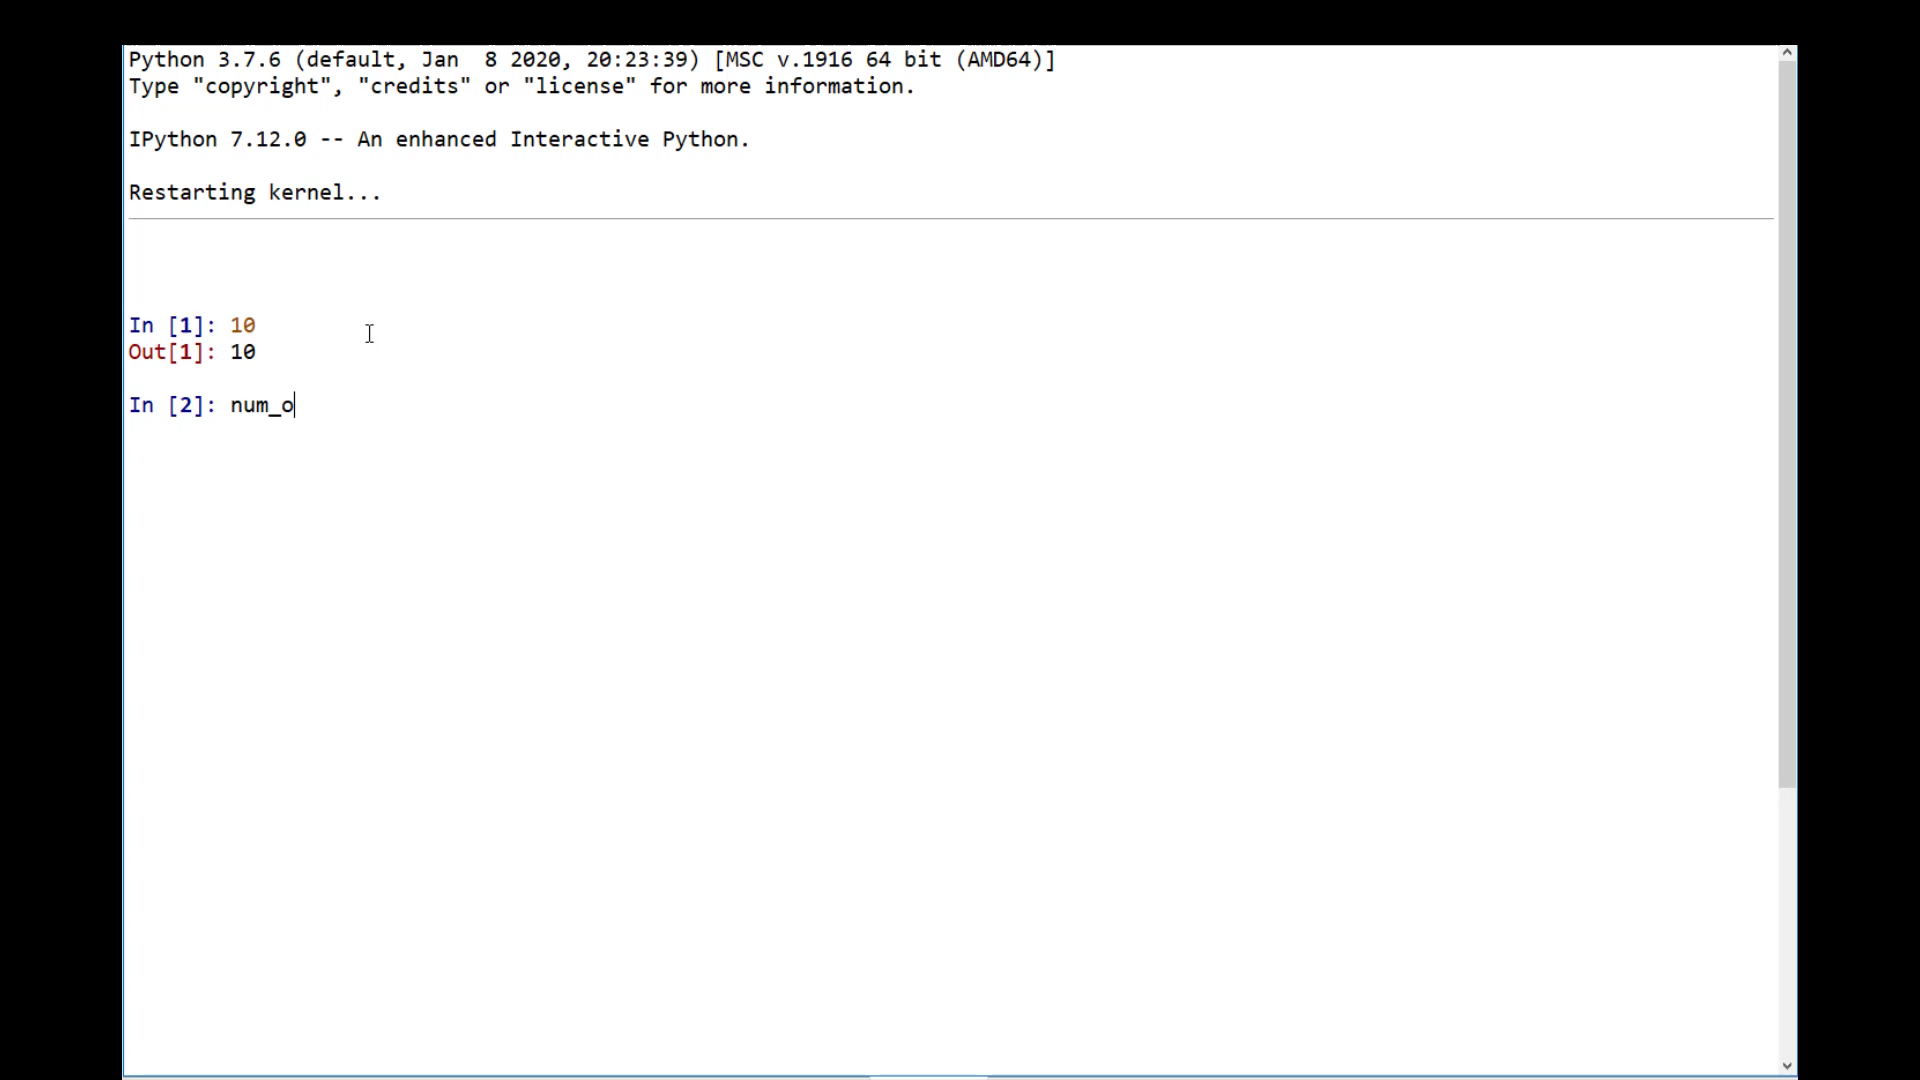 Python 3.7.6 (default, Jan  8 2020, 20:23:39) [MSC v.1916 64 bit (AMD64)]
Type "copyright", "credits" or "license" for more information.
IPython 7.12.0 -- An enhanced Interactive Python.
Restarting kernel...
In [1]: 10
Out[1]: 10
In [2]: num_o